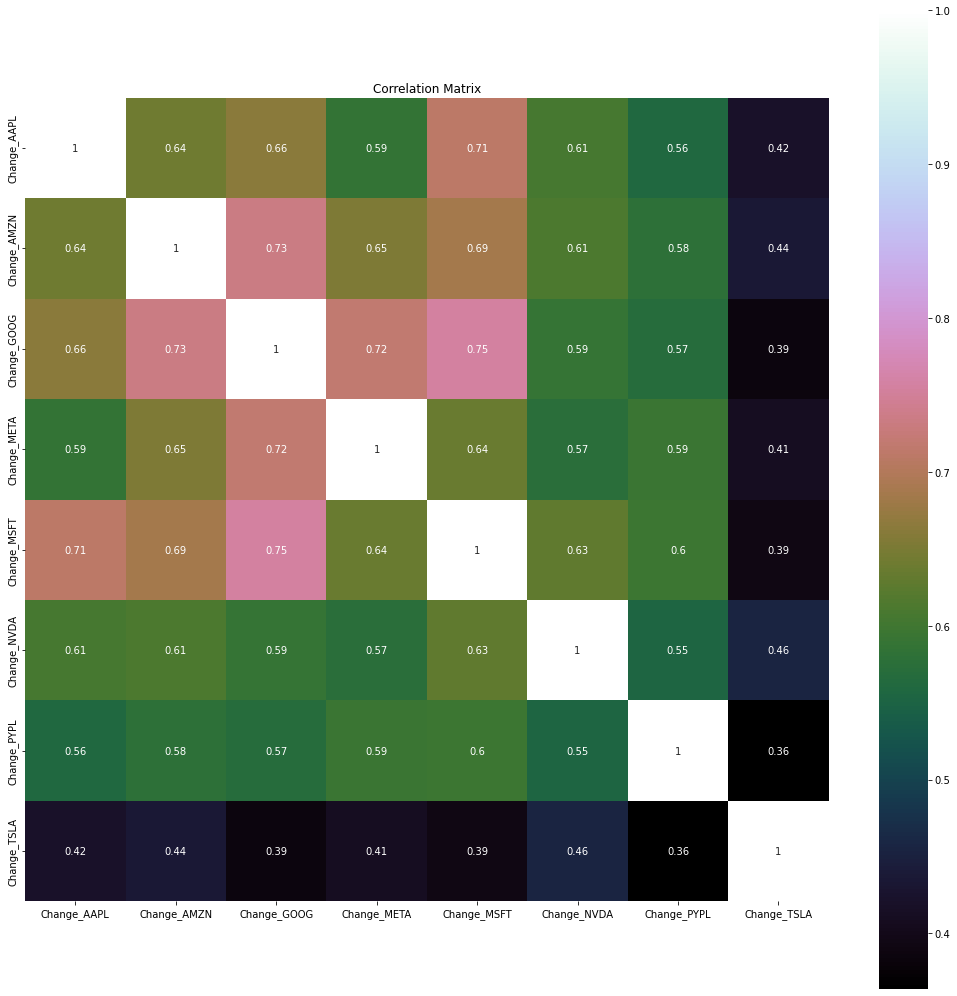 Correlation Matrix
Change_AAPL 1 0.64 0.66 0.59 0.71 0.61 0.56 0.42
Change_AMZN 0.64 1 0.73 0.65 0.69 0.61 0.58 0.44
Change_GOOG 0.66 0.73 1 0.72 0.75 0.59 0.57 0.39
Change_META 0.59 0.65 0.72 1 0.64 0.57 0.59 0.41
Change_MSFT 0.71 0.69 0.75 0.64 1 0.63 0.6 0.39
Change_NVDA 0.61 0.61 0.59 0.57 0.63 1 0.55 0.46
Change_PYPL 0.56 0.58 0.57 0.59 0.6 0.55 1 0.36
Change_TSLA 0.42 0.44 0.39 0.41 0.39 0.46 0.36 1
Change_AAPL Change_AMZN Change_GOOG Change_META Change_MSFT Change_NVDA Change_PYPL Change_TSLA
1.0
0.9
0.8
0.7
0.6
0.5
0.4